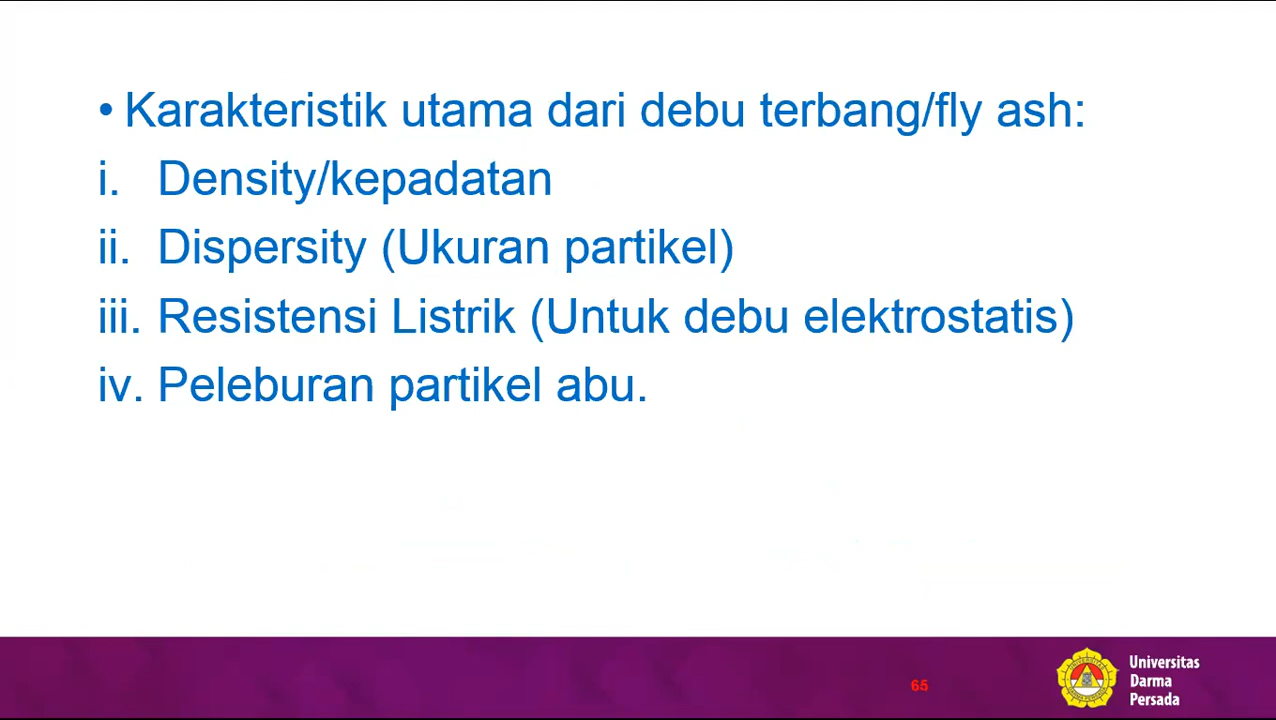 • Karakteristik utama dari debu terbang/fly ash:
i. Density/kepadatan
ii. Dispersity (Ukuran partikel)
iii. Resistensi Listrik (Untuk debu elektrostatis)
iv. Peleburan partikel abu.
65
Universitas
Darma
Persada